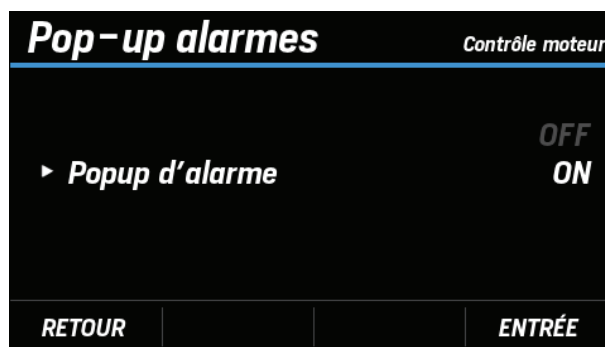 Pop-up alarmes
Contrôle moteur
OFF
Popup d'alarme ON
RETOUR ENTRÉE